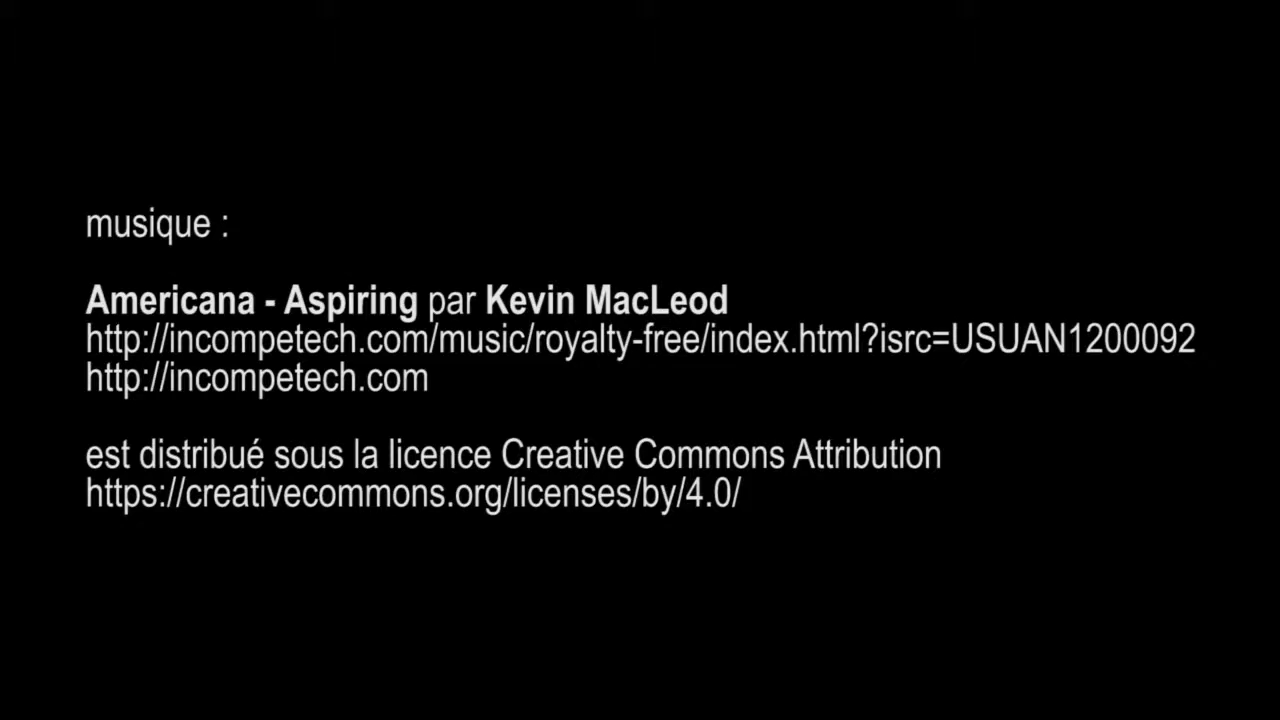 musique :
Americana - Aspiring par Kevin MacLeod
http://incompetech.com/music/royalty-free/index.html?isrc=USUAN1200092
http://incompetech.com
est distribué sous la licence Creative Commons Attribution
https://creativecommons.org/licenses/by/4.0/